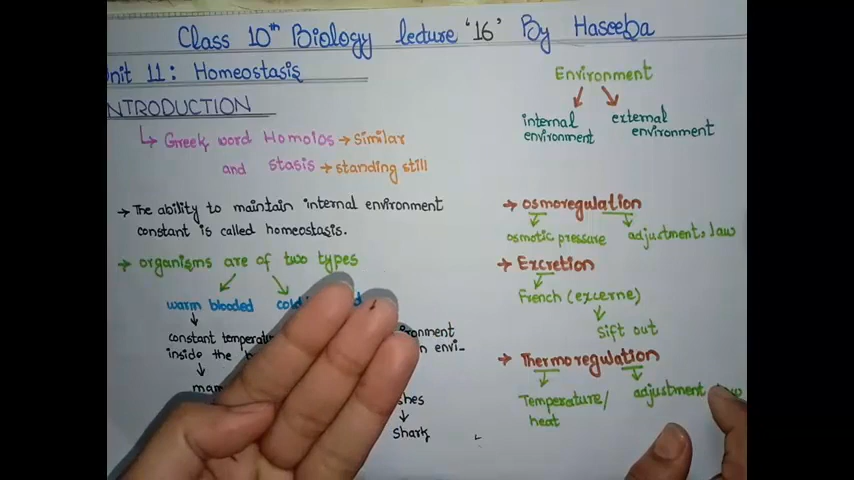 Class 10th Biology lecture '16' By Haseeba
nit 11: Homeostasis
NTRODUCTION
↳ Greek word Homoios → similar
and stasis → standing still
→ The ability to maintain internal environment
constant is called homeostasis.
→ organisms are of two types
warm blooded
constant
inside the
Environment
internal environment
external environment
→ osmoregulation
osmotic pressure
adjustment, law
→ Excretion
French (excerne)
Sift out
→ Thermoregulation
Temperature/
heat
adjustment
shark